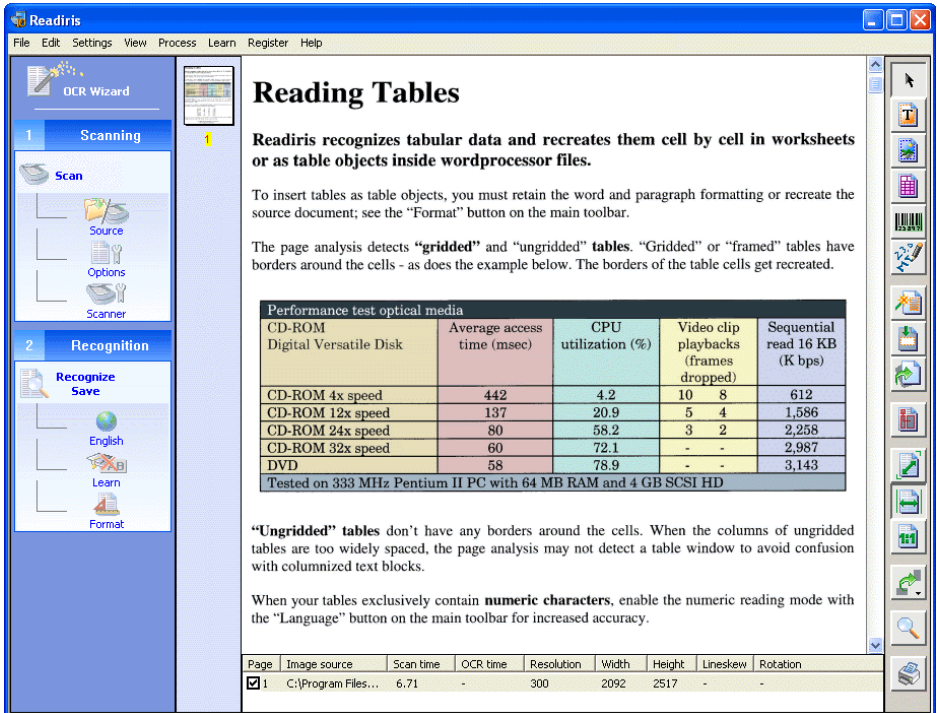 Readiris
File Edit Settings View Process Learn Register Help
OCR Wizard
1 Scanning
Scan
Source
Options
Scanner
2 Recognition
Recognize
Save
English
Learn
Format
1
Reading Tables
Readiris recognizes tabular data and recreates them cell by cell in worksheets
or as table objects inside wordprocessor files.
To insert tables as table objects, you must retain the word and paragraph formatting or recreate the
source document; see the “Format” button on the main toolbar.
The page analysis detects “gridded” and “ungridded” tables. “Gridded” or “framed” tables have
borders around the cells - as does the example below. The borders of the table cells get recreated.
Performance test optical media
CD-ROM Average access CPU Video clip Sequential
Digital Versatile Disk time (msec) utilization (%) playbacks read 16 KB
(frames (K bps)
dropped)
CD-ROM 4x speed 442 4.2 10 8 612
CD-ROM 12x speed 137 20.9 5 4 1,586
CD-ROM 24x speed 80 58.2 3 2 2,258
CD-ROM 32x speed 60 72.1 - - 2,987
DVD 58 78.9 - - 3,143
Tested on 333 MHz Pentium II PC with 64 MB RAM and 4 GB SCSI HD
“Ungridded” tables don’t have any borders around the cells. When the columns of ungridded
tables are too widely spaced, the page analysis may not detect a table window to avoid confusion
with columnized text blocks.
When your tables exclusively contain numeric characters, enable the numeric reading mode with
the “Language” button on the main toolbar for increased accuracy.
Page Image source Scan time OCR time Resolution Width Height Lineskew Rotation
1 C:\Program Files... 6.71 - 300 2092 2517 - -
T
1:1